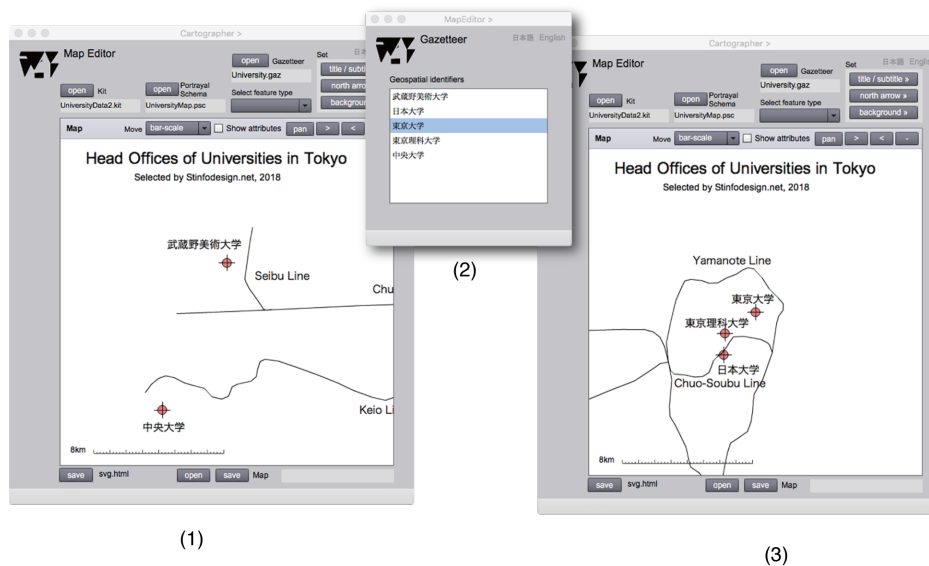 Cartographer >
Map Editor
日本
open Gazetteer
Set
University.gaz
title / subtitle
open Kit
open Portrayal Schema
Select feature type
north arrow
UniversityData2.kit
UniversityMap.psc
background
Map
Move
bar-scale
Show attributes
pan
>
<
Head Offices of Universities in Tokyo
Selected by Stinfodesign.net, 2018
武蔵野美術大学
Seibu Line
Chu
Keio Li
中央大学
8km
save
svg.html
open
save
Map
(1)
MapEditor >
Gazetteer
日本語 English
Geospatial identifiers
武蔵野美術大学
日本大学
東京大学
東京理科大学
中央大学
(2)
Cartographer >
Map Editor
日本語 Engli
open Gazetteer
Set
University.gaz
title / subtitle »
open Kit
open Portrayal Schema
Select feature type
north arrow »
UniversityData2.kit
UniversityMap.psc
background »
Map
Move
bar-scale
Show attributes
pan
>
<
-
Head Offices of Universities in Tokyo
Selected by Stinfodesign.net, 2018
Yamanote Line
東京大学
東京理科大学
日本大学
Chuo-Soubu Line
8km
save
svg.html
open
save
Map
(3)